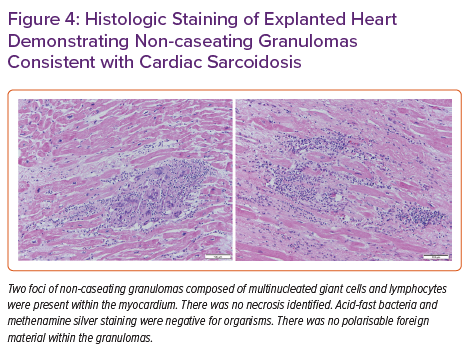 Figure 4: Histologic Staining of Explanted Heart
Demonstrating Non-caseating Granulomas
Consistent with Cardiac Sarcoidosis
Two foci of non-caseating granulomas composed of multinucleated giant cells and lymphocytes
were present within the myocardium. There was no necrosis identified. Acid-fast bacteria and
methenamine silver staining were negative for organisms. There was no polarisable foreign
material within the granulomas.